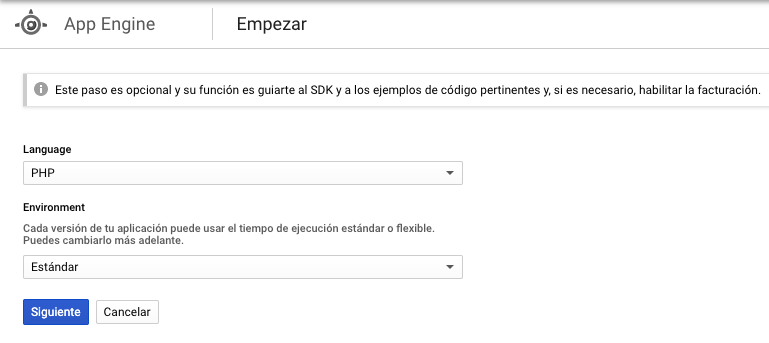 App Engine
Empezar
Este paso es opcional y su función es guiarte al SDK y a los ejemplos de código pertinentes y, si es necesario, habilitar la facturación.
Language
PHP
Environment
Cada versión de tu aplicación puede usar el tiempo de ejecución estándar o flexible.
Puedes cambiarlo más adelante.
Estándar
Siguiente
Cancelar